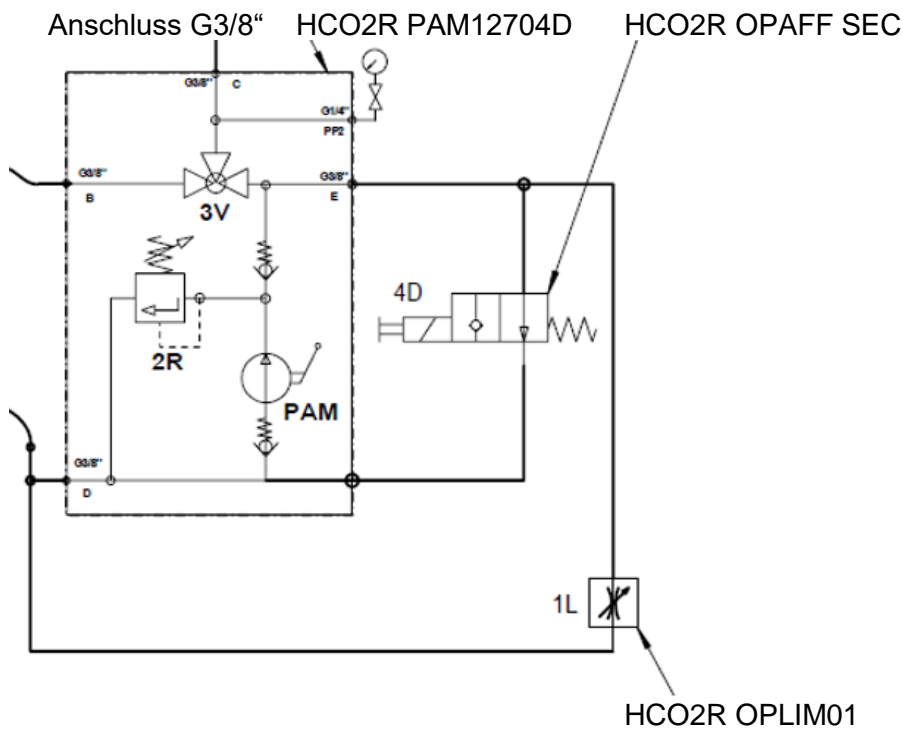 Anschluss G3/8“ HCO2R PAM12704D HCO2R OPAFF SEC
G3/8" C
G1/4"
PP2
G3/8" G3/8"
B E
3V
4D
2R
PAM
G3/8"
D
1L
HCO2R OPLIM01